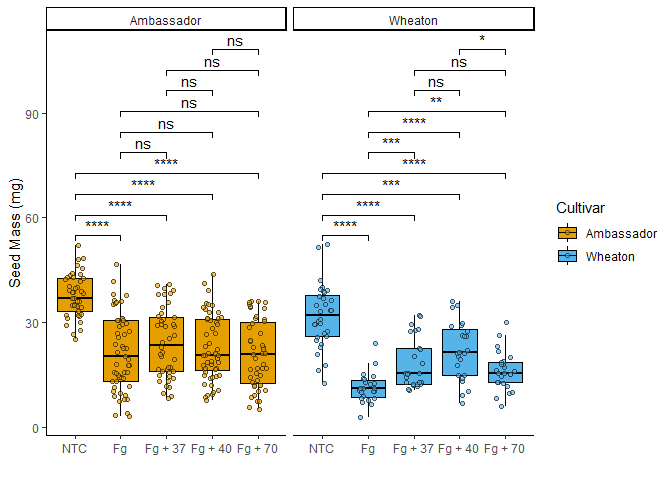 Ambassador
Wheaton
ns
*
ns
ns
ns
ns
ns
**
ns
****
ns
***
****
****
****
***
****
****
****
****
90
60
30
0
Seed Mass (mg)
NTC
Fg
Fg + 37
Fg + 40
Fg + 70
NTC
Fg
Fg + 37
Fg + 40
Fg + 70
Cultivar
Ambassador
Wheaton